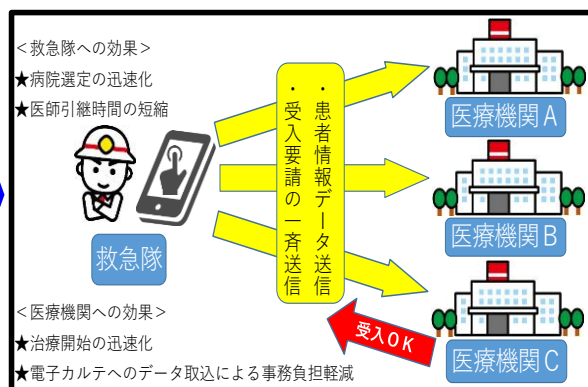 ＜救急隊への効果＞
★病院選定の迅速化
★医師引継時間の短縮
救急隊
・患者情報データ送信
・受入要請の一斉送信
医療機関A
医療機関B
医療機関C
受入OK
＜医療機関への効果＞
★治療開始の迅速化
★電子カルテへのデータ取込による事務負担軽減